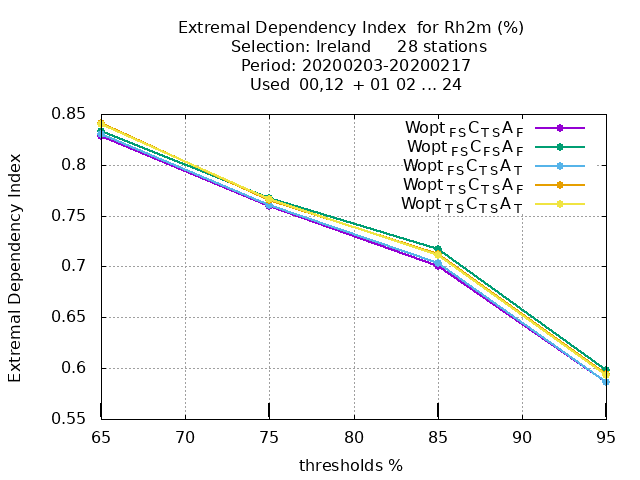 Extremal Dependency Index  for Rh2m (%)
Selection: Ireland     28 stations
Period: 20200203-20200217
Used  00,12  + 01 02 ... 24
Extremal Dependency Index
0.85
0.8
0.75
0.7
0.65
0.6
0.55
Wopt FS C TS A F
Wopt FS C FS A F
Wopt FS C TS A T
Wopt TS C TS A F
Wopt TS C TS A T
65 70 75 80 85 90 95
thresholds %